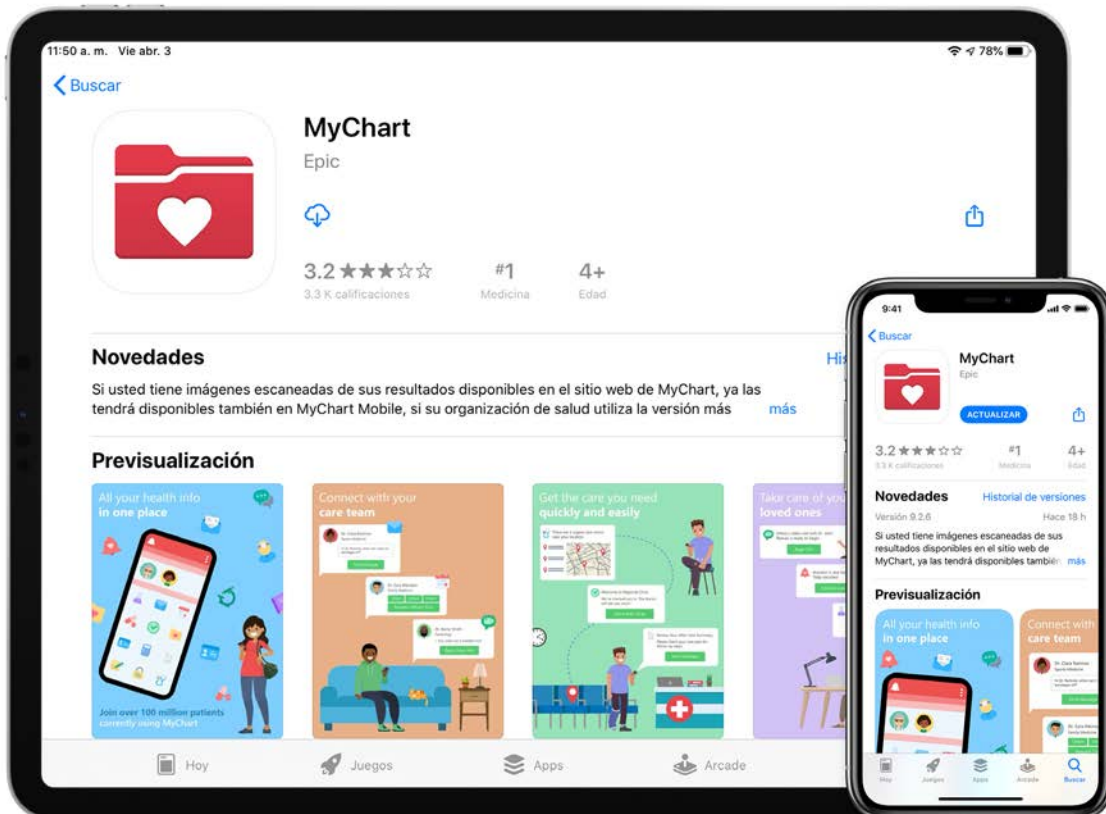 11:50 a. m. Vie abr. 3
78%
Buscar
MyChart
Epic
3.2 ★★★☆☆
3.3 K calificaciones
#1
Medicina
4+
Edad
Novedades
Si usted tiene imágenes escaneadas de sus resultados disponibles en el sitio web de MyChart, ya las
tendrá disponibles también en MyChart Mobile, si su organización de salud utiliza la versión más más
Previsualización
All your health info
in one place
Join over 100 million patients
currently using MyChart
Connect with your
care team
Get the care you need
quickly and easily
Take care of
loved ones
Hoy
Juegos
Apps
Arcade
9:41
Buscar
MyChart
Epic
ACTUALIZAR
3.2 ★★★☆☆
3.3 K calificaciones
#1
Medicina
4+
Edad
Novedades
Historial de versiones
Versión 9.2.6
Hace 18 h
Si usted tiene imágenes escaneadas de sus
resultados disponibles en el sitio web de
MyChart, ya las tendrá disponibles también más
Previsualización
All your health info
in one place
Connect with
care team
Hoy
Juegos
Apps
Arcade
Buscar